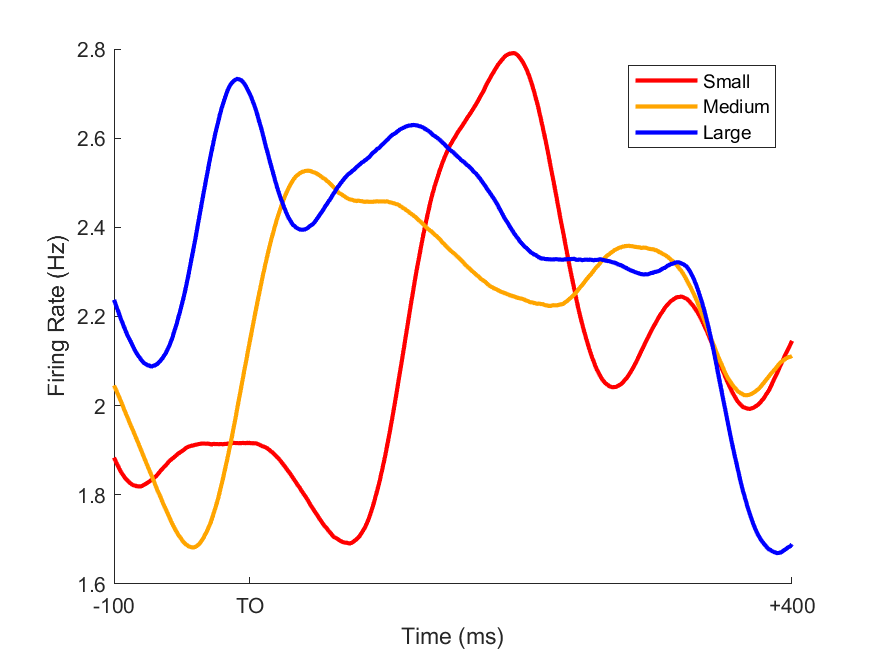 2.8
2.6
2.4
2.2
2
1.8
1.6
Firing Rate (Hz)
Small
Medium
Large
-100
TO
+400
Time (ms)